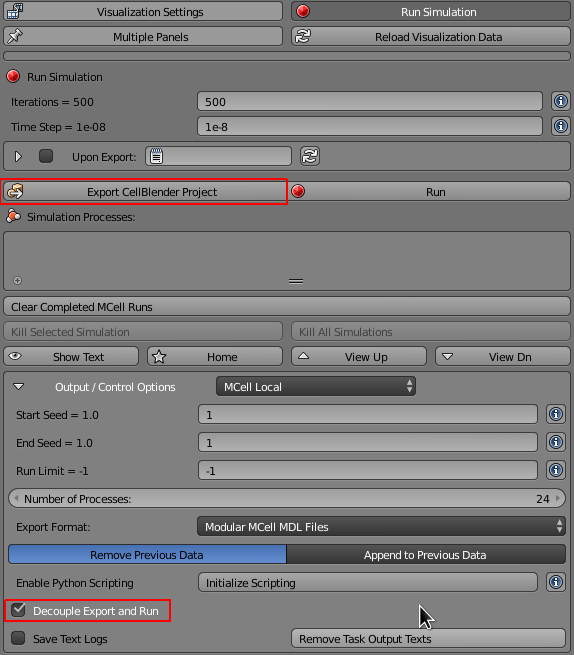 Visualization Settings
Run Simulation
Multiple Panels
Reload Visualization Data
Run Simulation
Iterations = 500
500
Time Step = 1e-08
1e-8
Upon Export:
Export CellBlender Project
Run
Simulation Processes:
Clear Completed MCell Runs
Kill Selected Simulation
Kill All Simulations
Show Text
Home
View Up
View Dn
Output / Control Options
MCell Local
Start Seed = 1.0
1
End Seed = 1.0
1
Run Limit = -1
-1
Number of Processes:
24
Export Format:
Modular MCell MDL Files
Remove Previous Data
Append to Previous Data
Enable Python Scripting
Initialize Scripting
Decouple Export and Run
Save Text Logs
Remove Task Output Texts